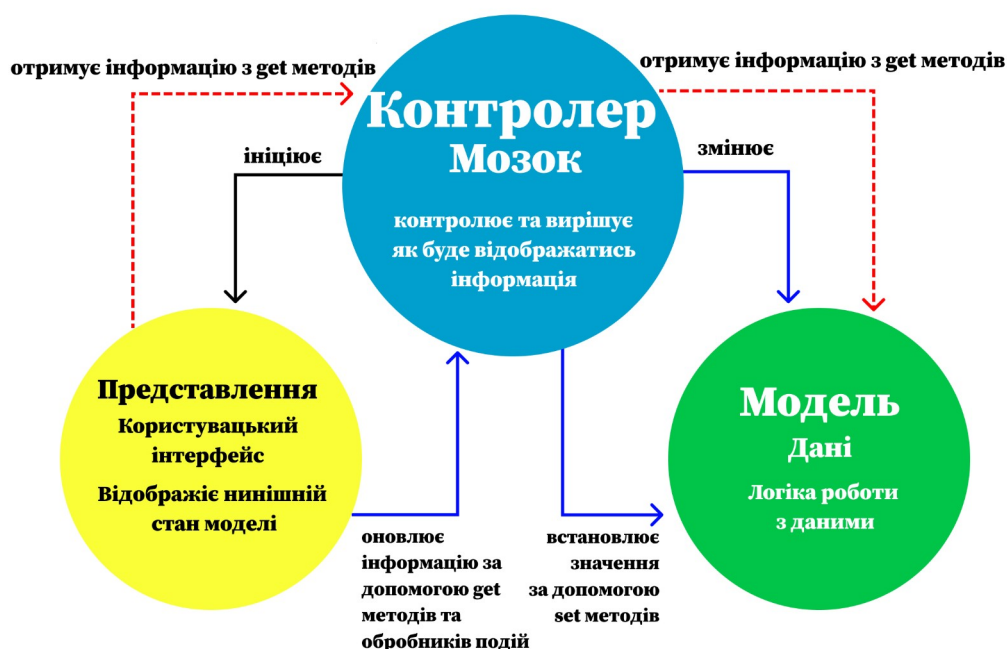 отримує інформацію з get методів
отримує інформацію з get методів
Контролер
Мозок
контролює та вирішує
як буде відображатись
інформація
ініціює
змінює
Представлення
Користувацький
інтерфейс
Відображіє нинішній
стан моделі
Модель
Дані
Логіка роботи
з даними
оновлює
інформацію за
допомогою get
методів та
обробників подій
встановлює
значення
за допомогою
set методів